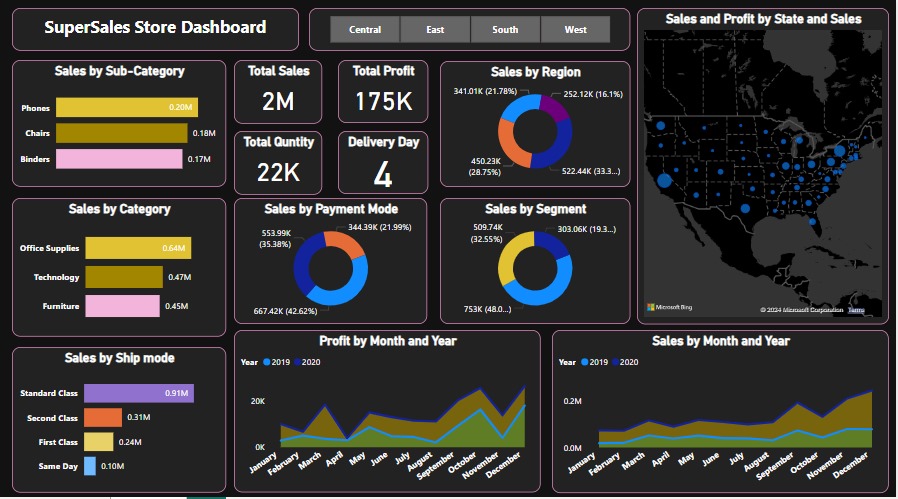 SuperSales Store Dashboard
Central
East
South
West
Sales and Profit by State and Sales
Microsoft Bing
© 2024 Microsoft Corporation Terms
Sales by Sub-Category
Phones
0.20M
Chairs
0.18M
Binders
0.17M
Total Sales
2M
Total Profit
175K
Total Quntity
22K
Delivery Day
4
Sales by Region
341.01K (21.78%)
252.12K (16.1%)
450.23K
(28.75%)
522.44K (33.3...)
Sales by Category
Office Supplies
0.64M
Technology
0.47M
Furniture
0.45M
Sales by Payment Mode
553.99K
(35.38%)
344.39K (21.99%)
667.42K (42.62%)
Sales by Segment
509.74K
(32.55%)
303.06K (19.3...)
753K (48.0...)
Sales by Ship mode
Standard Class
0.91M
Second Class
0.31M
First Class
0.24M
Same Day
0.10M
Profit by Month and Year
Year 2019 2020
20K
0K
January
February
March
April
May
June
July
August
September
October
November
December
Sales by Month and Year
Year 2019 2020
0.2M
0.0M
January
February
March
April
May
June
July
August
September
October
November
December